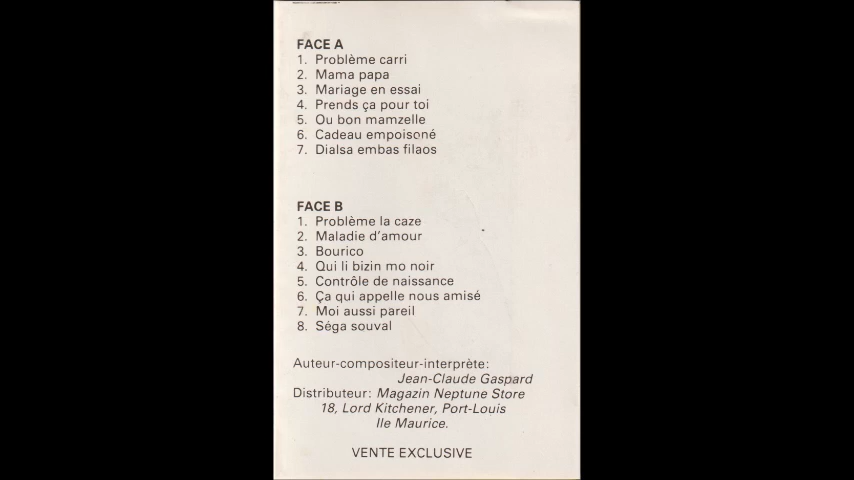 FACE A
1. Problème carri
2. Mama papa
3. Mariage en essai
4. Prends ça pour toi
5. Ou bon mamzelle
6. Cadeau empoisoné
7. Dialsa embas filaos
FACE B
1. Problème la caze
2. Maladie d'amour
3. Bourico
4. Qui li bizin mo noir
5. Contrôle de naissance
6. Ça qui appelle nous amisé
7. Moi aussi pareil
8. Séga souval
Auteur-compositeur-interprète:
Jean-Claude Gaspard
Distributeur: Magazin Neptune Store
18, Lord Kitchener, Port-Louis
Ile Maurice.
VENTE EXCLUSIVE